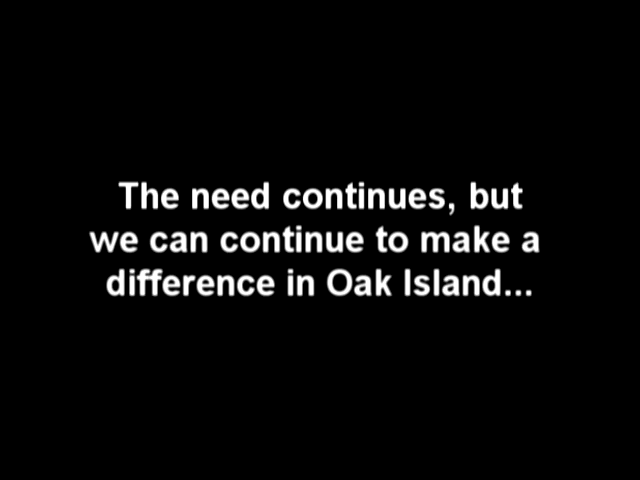 The need continues, but
we can continue to make a
difference in Oak Island...